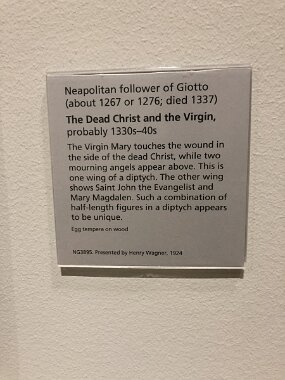 Neapolitan follower of Giotto
(about 1267 or 1276; died 1337)
The Dead Christ and the Virgin,
probably 1330s–40s
The Virgin Mary touches the wound in
the side of the dead Christ, while two
mourning angels appear above. This is
one wing of a diptych. The other wing
shows Saint John the Evangelist and
Mary Magdalen. Such a combination of
half-length figures in a diptych appears
to be unique.
Egg tempera on wood
NG3895. Presented by Henry Wagner, 1924